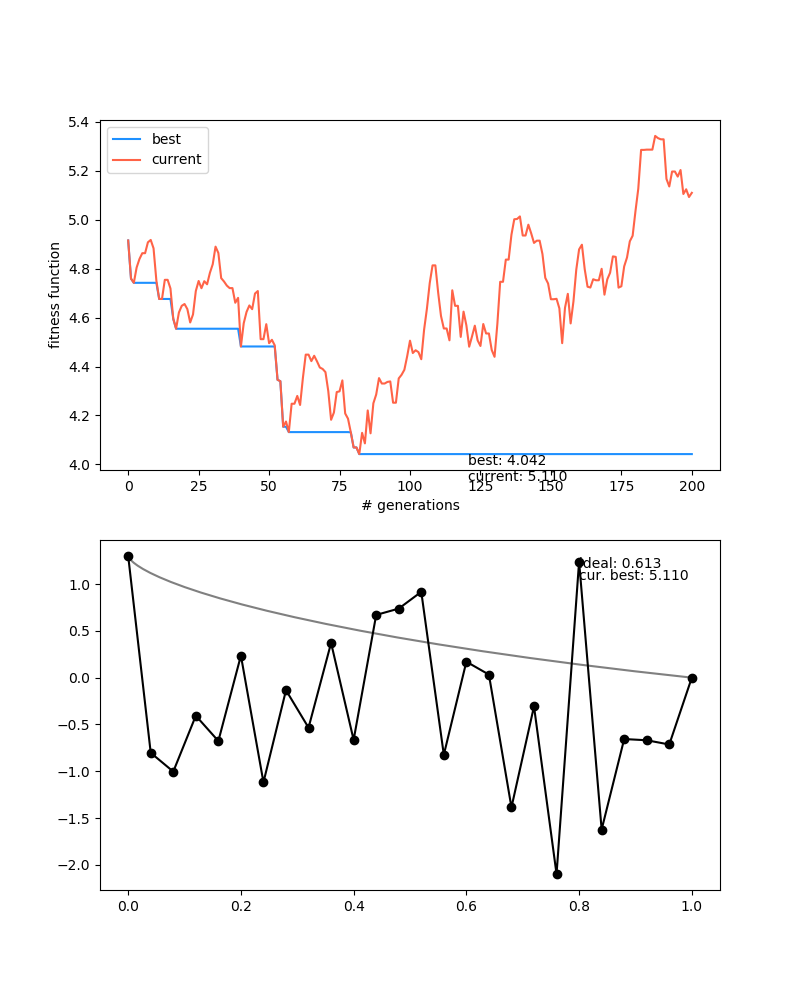 5.4
5.2
5.0
4.8
4.6
4.4
4.2
4.0
fitness function
best
current
best: 4.042
current: 5.110
0 25 50 75 100 125 150 175 200
# generations
ideal: 0.613
cur. best: 5.110
1.0
0.5
0.0
−0.5
−1.0
−1.5
−2.0
0.0 0.2 0.4 0.6 0.8 1.0